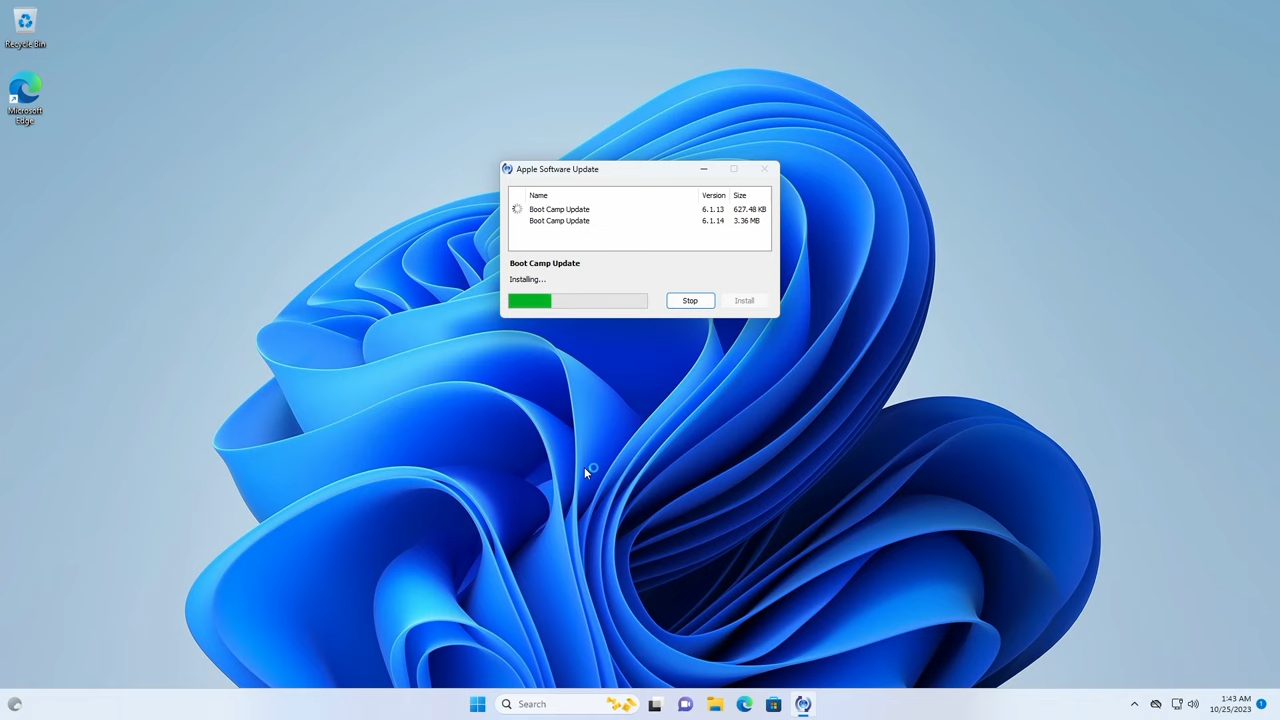 Recycle Bin
Microsoft
Edge
Apple Software Update
Name Version Size
Boot Camp Update 6.1.13 627.48 KB
Boot Camp Update 6.1.14 3.36 MB
Boot Camp Update
Installing...
Stop Install
Search
1:43 AM
10/25/2023
1